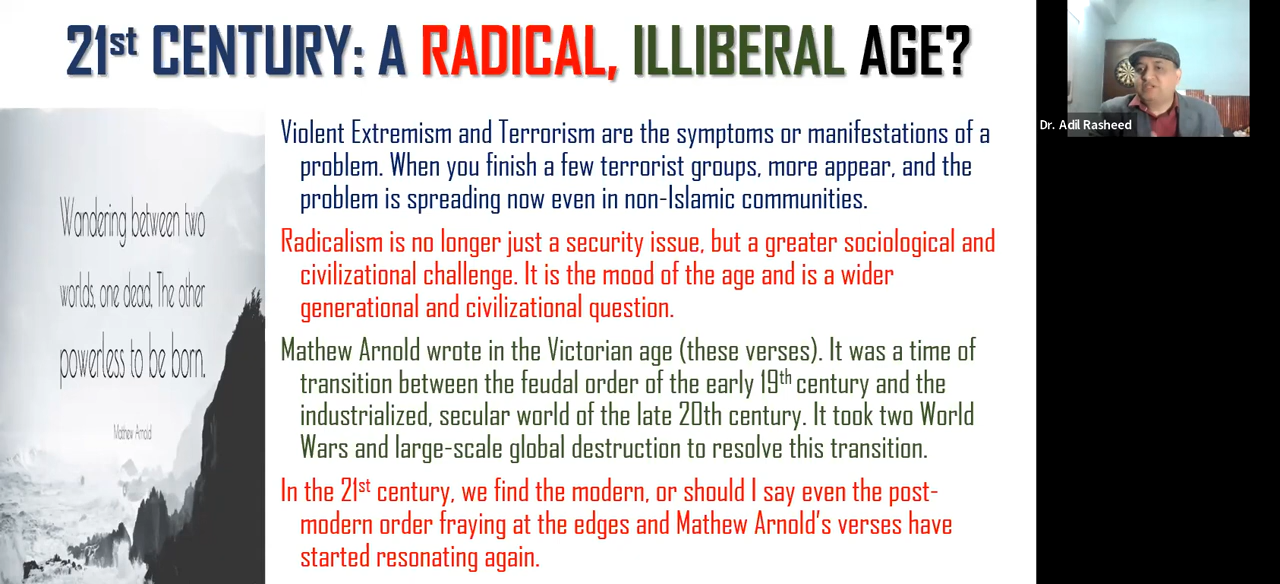 21st CENTURY: A RADICAL, ILLIBERAL AGE?
Dr. Adil Rasheed
Wandering between two
worlds, one dead, The other
powerless to be born.
Mathew Arnold
Violent Extremism and Terrorism are the symptoms or manifestations of a
problem. When you finish a few terrorist groups, more appear, and the
problem is spreading now even in non-Islamic communities.
Radicalism is no longer just a security issue, but a greater sociological and
civilizational challenge. It is the mood of the age and is a wider
generational and civilizational question.
Mathew Arnold wrote in the Victorian age (these verses). It was a time of
transition between the feudal order of the early 19th century and the
industrialized, secular world of the late 20th century. It took two World
Wars and large-scale global destruction to resolve this transition.
In the 21st century, we find the modern, or should I say even the post-
modern order fraying at the edges and Mathew Arnold's verses have
started resonating again.